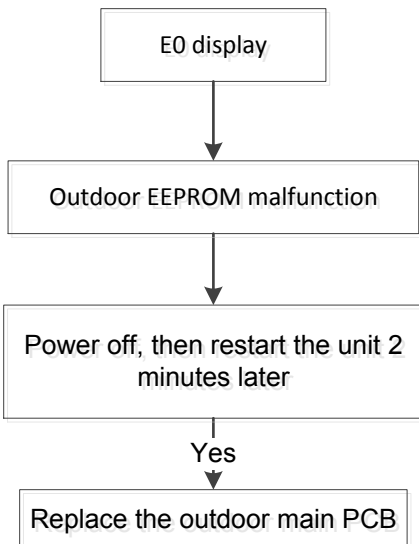 E0 display
Outdoor EEPROM malfunction
Power off, then restart the unit 2
minutes later
Yes
Replace the outdoor main PCB